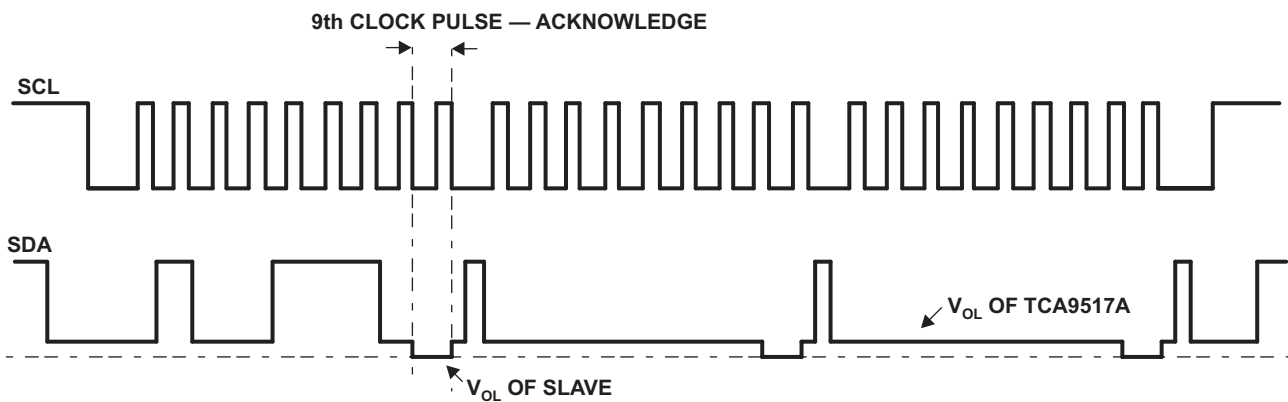 9th CLOCK PULSE — ACKNOWLEDGE
SCL
SDA
VOL OF TCA9517A
VOL OF SLAVE